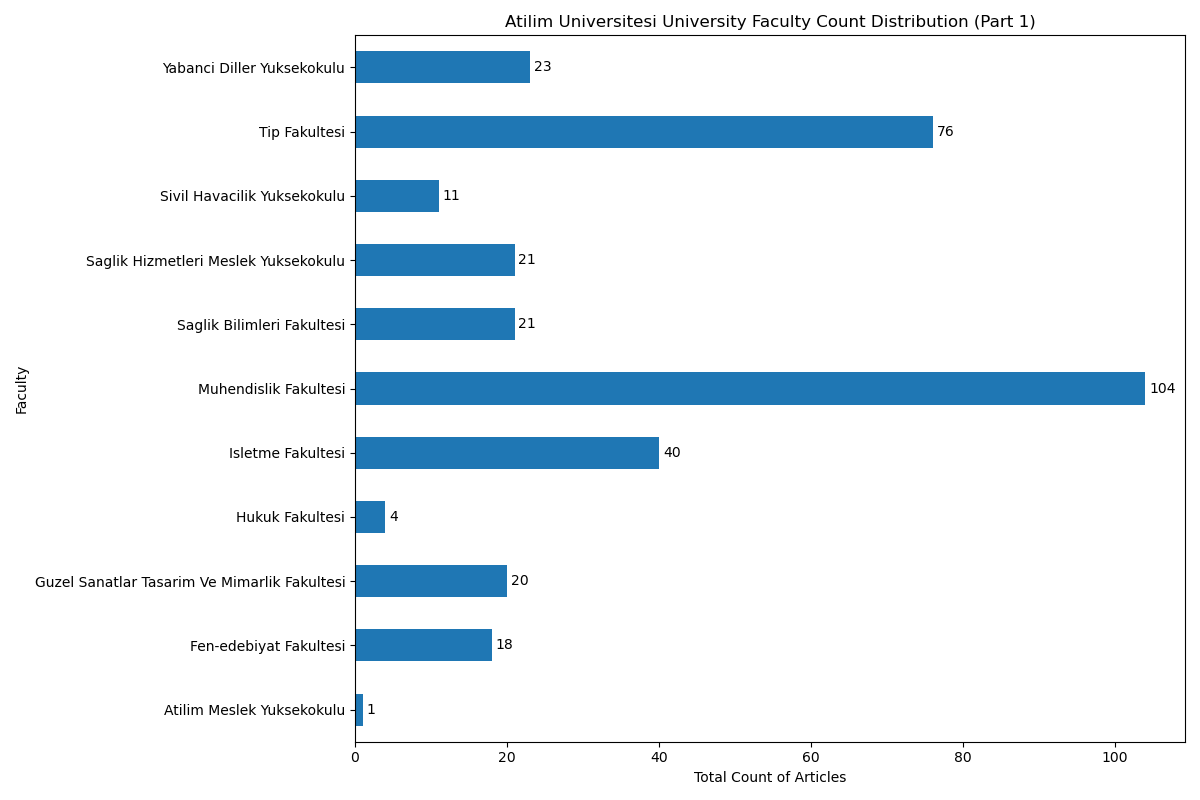 Atilim Universitesi University Faculty Count Distribution (Part 1)
Yabanci Diller Yuksekokulu 23
Tip Fakultesi 76
Sivil Havacilik Yuksekokulu 11
Saglik Hizmetleri Meslek Yuksekokulu 21
Saglik Bilimleri Fakultesi 21
Muhendislik Fakultesi 104
Isletme Fakultesi 40
Hukuk Fakultesi 4
Guzel Sanatlar Tasarim Ve Mimarlik Fakultesi 20
Fen-edebiyat Fakultesi 18
Atilim Meslek Yuksekokulu 1
Faculty
0 20 40 60 80 100
Total Count of Articles